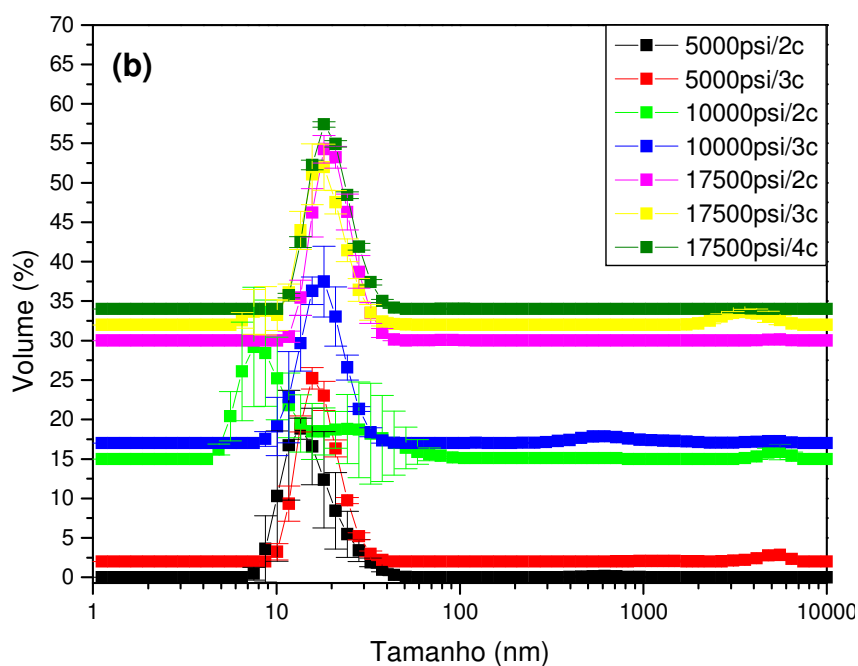 (b)
5000psi/2c
5000psi/3c
10000psi/2c
10000psi/3c
17500psi/2c
17500psi/3c
17500psi/4c
Volume (%)
70
65
60
55
50
45
40
35
30
25
20
15
10
5
0
1 10 100 1000 10000
Tamanho (nm)